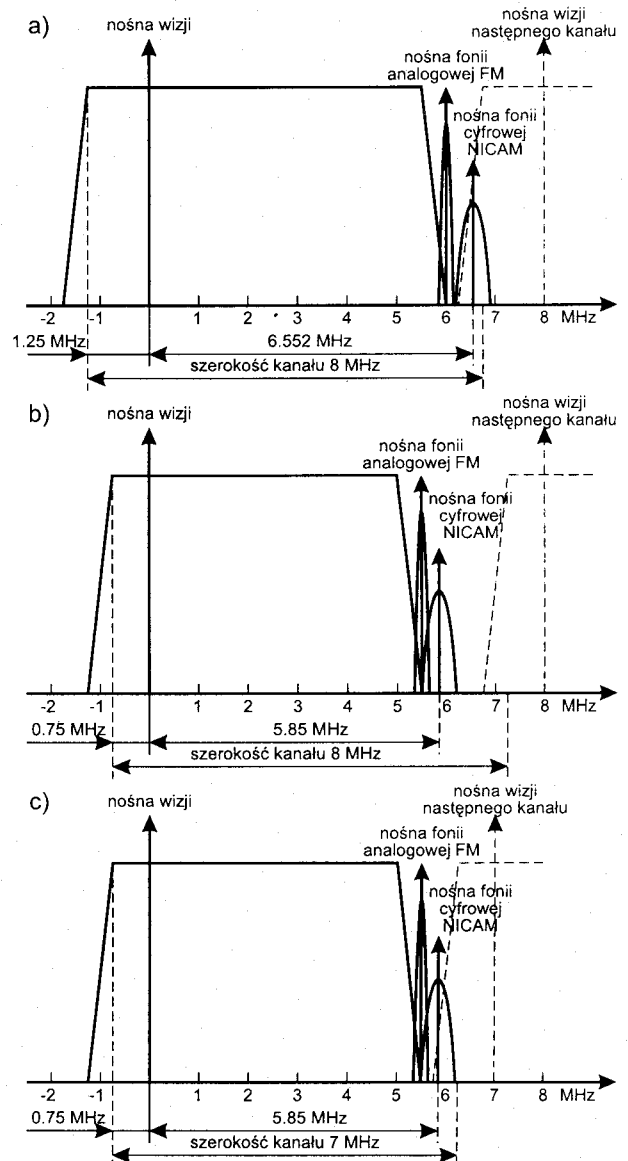 a)
nośna wizji
nośna wizji
następnego kanału
nośna fonii
analogowej FM
nośna fonii
cyfrowej
NICAM
-2 -1 1 2 3 4 5 6 7 8 MHz
1.25 MHz
6.552 MHz
szerokość kanału 8 MHz
b)
nośna wizji
nośna wizji
następnego kanału
nośna fonii
analogowej FM
nośna fonii
cyfrowej
NICAM
-2 -1 1 2 3 4 5 6 7 8 MHz
0.75 MHz
5.85 MHz
szerokość kanału 8 MHz
c)
nośna wizji
nośna wizji
następnego kanału
nośna fonii
analogowej FM
nośna fonii
cyfrowej
NICAM
-2 -1 1 2 3 4 5 6 7 8 MHz
0.75 MHz
5.85 MHz
szerokość kanału 7 MHz